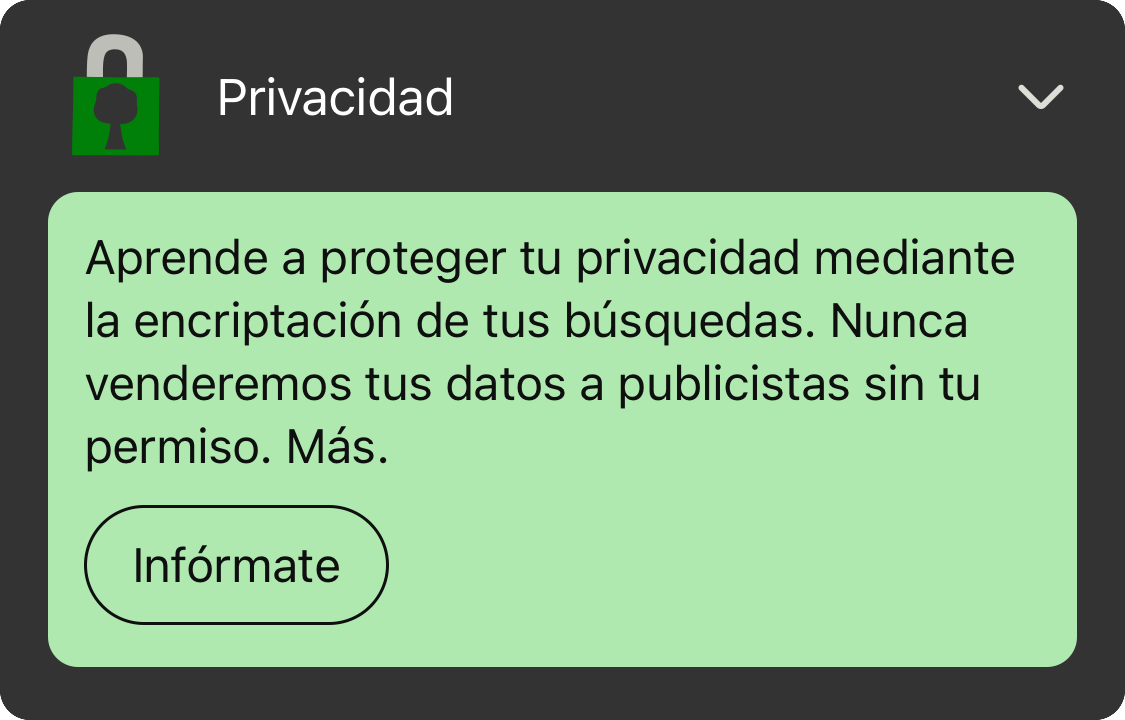 Privacidad
Aprende a proteger tu privacidad mediante
la encriptación de tus búsquedas. Nunca
venderemos tus datos a publicistas sin tu
permiso. Más.
Infórmate